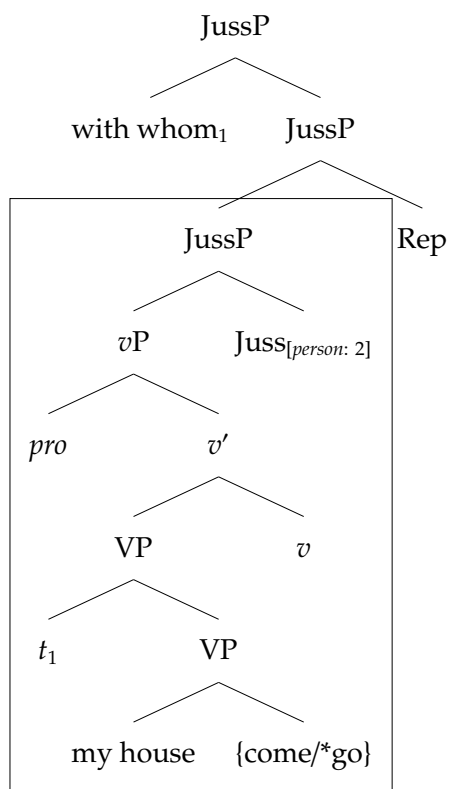 JussP
with whom₁ JussP
JussP Rep
vP Juss[person: 2]
pro v′
VP v
t₁ VP
my house {come/*go}